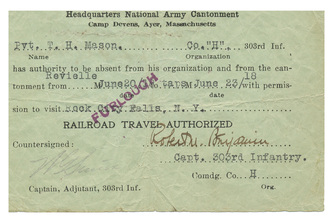 Headquarters National Army Cantonment
Camp Devens, Ayer, Massachusetts
Pvt. T. H. Mason. Co. "H". 303rd Inf.
Name Organization
has authority to be absent from his organization and from the can-
tonment from Revielle June 20, to taps June 23/18 with permis-
date
sion to visit Rock City Falls, N. Y.
FURLOUGH
RAILROAD TRAVEL AUTHORIZED
Countersigned:
Capt. 303rd Infantry.
Comdg. Co. H
Captain, Adjutant, 303rd Inf. Org.